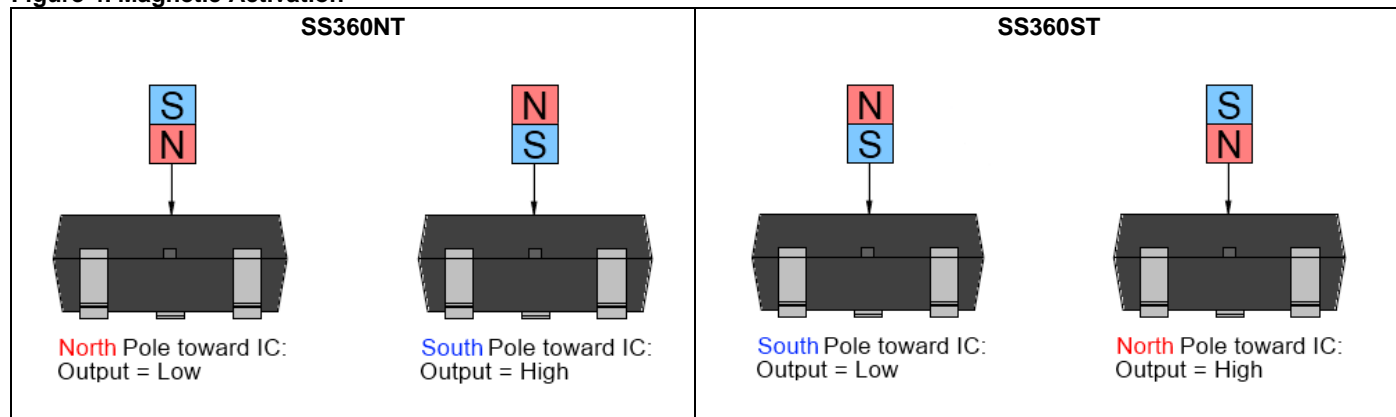 SS360NT
SS360ST
S
N
N
S
N
S
S
N
North Pole toward IC:
Output = Low
South Pole toward IC:
Output = High
South Pole toward IC:
Output = Low
North Pole toward IC:
Output = High